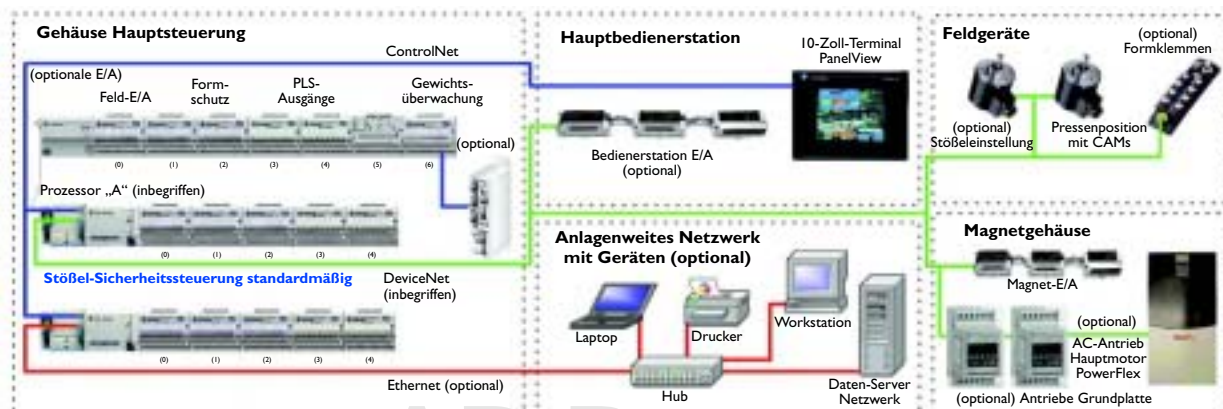 Gehäuse Hauptsteuerung
ControlNet
(optionale E/A)
Feld-E/A
Form-
schutz
PLS-
Ausgänge
Gewichts-
überwachung
(optional)
(0)
(1)
(2)
(3)
(4)
(5)
(6)
Prozessor „A“ (inbegriffen)
(0)
(1)
(2)
(3)
(4)
Stößel-Sicherheitssteuerung standardmäßig
DeviceNet
(inbegriffen)
(0)
(1)
(2)
(3)
(4)
Ethernet (optional)
Hauptbedienerstation
10-Zoll-Terminal
PanelView
Bedienerstation E/A
(optional)
Anlagenweites Netzwerk
mit Geräten (optional)
Laptop
Drucker
Workstation
Hub
Daten-Server
Netzwerk
Feldgeräte
(optional)
Formklemmen
(optional)
Stößeleinstellung
Pressenposition
mit CAMs
Magnetgehäuse
Magnet-E/A
(optional)
AC-Antrieb
Hauptmotor
PowerFlex
(optional) Antriebe Grundplatte